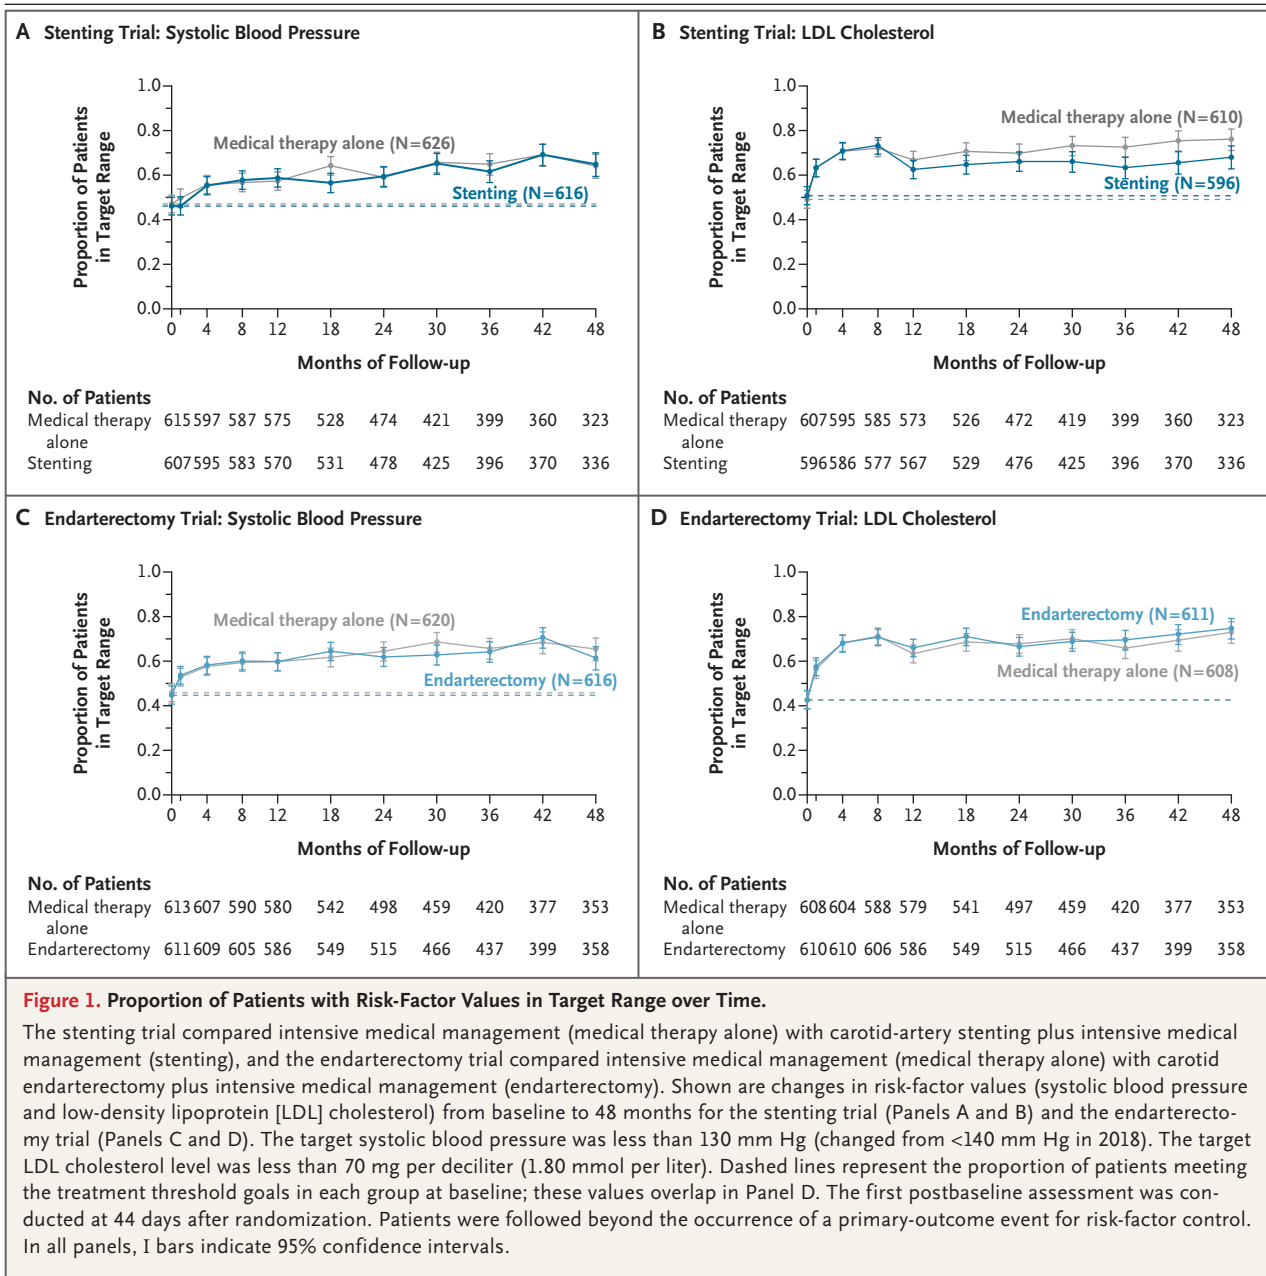 A Stenting Trial: Systolic Blood Pressure
Proportion of Patients
in Target Range
1.0
0.8
0.6
0.4
0.2
0.0
Medical therapy alone (N=626)
Stenting (N=616)
0 4 8 12 18 24 30 36 42 48
Months of Follow-up
No. of Patients
Medical therapy alone 615 597 587 575 528 474 421 399 360 323
Stenting 607 595 583 570 531 478 425 396 370 336
B Stenting Trial: LDL Cholesterol
Proportion of Patients
in Target Range
1.0
0.8
0.6
0.4
0.2
0.0
Medical therapy alone (N=610)
Stenting (N=596)
0 4 8 12 18 24 30 36 42 48
Months of Follow-up
No. of Patients
Medical therapy alone 607 595 585 573 526 472 419 399 360 323
Stenting 596 586 577 567 529 476 425 396 370 336
C Endarterectomy Trial: Systolic Blood Pressure
Proportion of Patients
in Target Range
1.0
0.8
0.6
0.4
0.2
0.0
Medical therapy alone (N=620)
Endarterectomy (N=616)
0 4 8 12 18 24 30 36 42 48
Months of Follow-up
No. of Patients
Medical therapy alone 613 607 590 580 542 498 459 420 377 353
Endarterectomy 611 609 605 586 549 515 466 437 399 358
D Endarterectomy Trial: LDL Cholesterol
Proportion of Patients
in Target Range
1.0
0.8
0.6
0.4
0.2
0.0
Endarterectomy (N=611)
Medical therapy alone (N=608)
0 4 8 12 18 24 30 36 42 48
Months of Follow-up
No. of Patients
Medical therapy alone 608 604 588 579 541 497 459 420 377 353
Endarterectomy 610 610 606 586 549 515 466 437 399 358
Figure 1. Proportion of Patients with Risk-Factor Values in Target Range over Time.
The stenting trial compared intensive medical management (medical therapy alone) with carotid-artery stenting plus intensive medical
management (stenting), and the endarterectomy trial compared intensive medical management (medical therapy alone) with carotid
endarterectomy plus intensive medical management (endarterectomy). Shown are changes in risk-factor values (systolic blood pressure
and low-density lipoprotein [LDL] cholesterol) from baseline to 48 months for the stenting trial (Panels A and B) and the endarterecto-
my trial (Panels C and D). The target systolic blood pressure was less than 130 mm Hg (changed from <140 mm Hg in 2018). The target
LDL cholesterol level was less than 70 mg per deciliter (1.80 mmol per liter). Dashed lines represent the proportion of patients meeting
the treatment threshold goals in each group at baseline; these values overlap in Panel D. The first postbaseline assessment was con-
ducted at 44 days after randomization. Patients were followed beyond the occurrence of a primary-outcome event for risk-factor control.
In all panels, I bars indicate 95% confidence intervals.